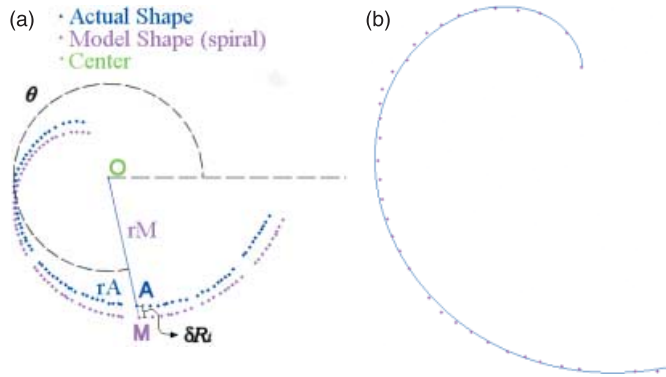 (a)
· Actual Shape
· Model Shape (spiral)
· Center
θ
O
rM
rA
A
M
δRᵢ
(b)